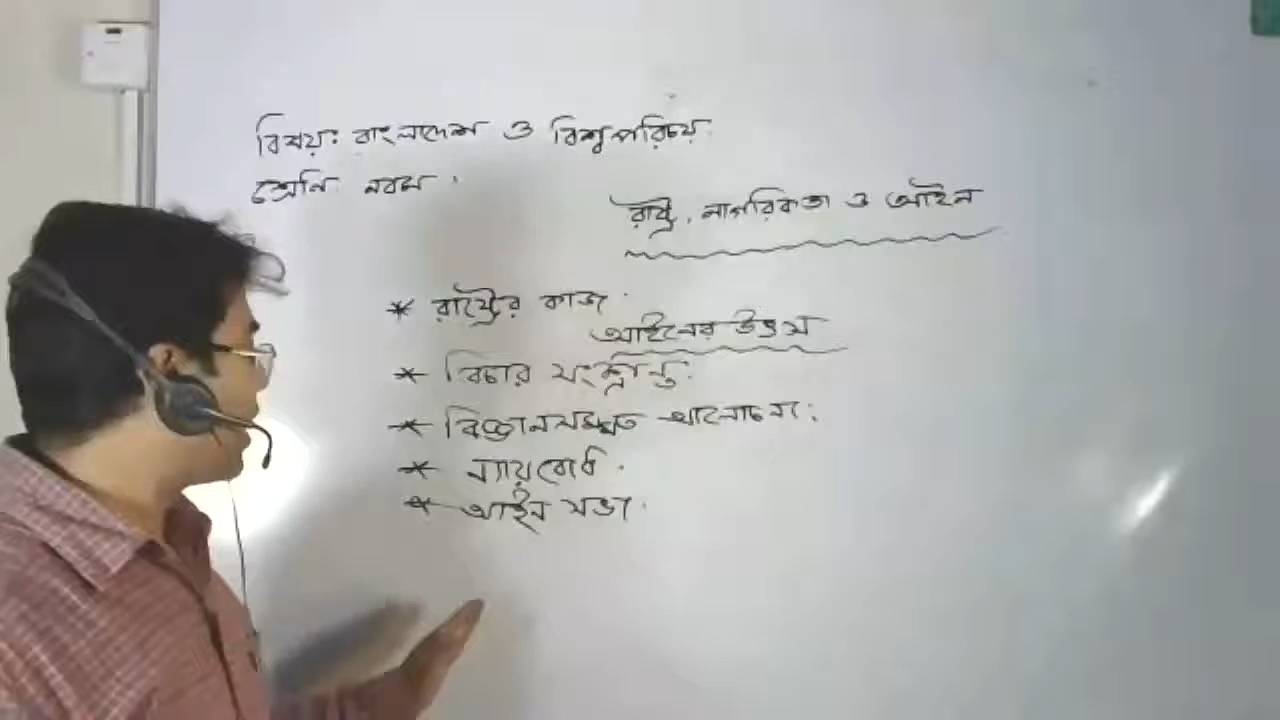 বিষয়: বাংলাদেশ ও বিশ্বপরিচয়.
শ্রেণি: নবম.
রাষ্ট্র, নাগরিকতা ও আইন
* রাষ্ট্রের কাজ.
আইনের উৎস
* বিচার সংক্রান্ত:
* বিজ্ঞানসম্মত আলোচনা:
* ন্যায়বোধ.
* আইন সভা.